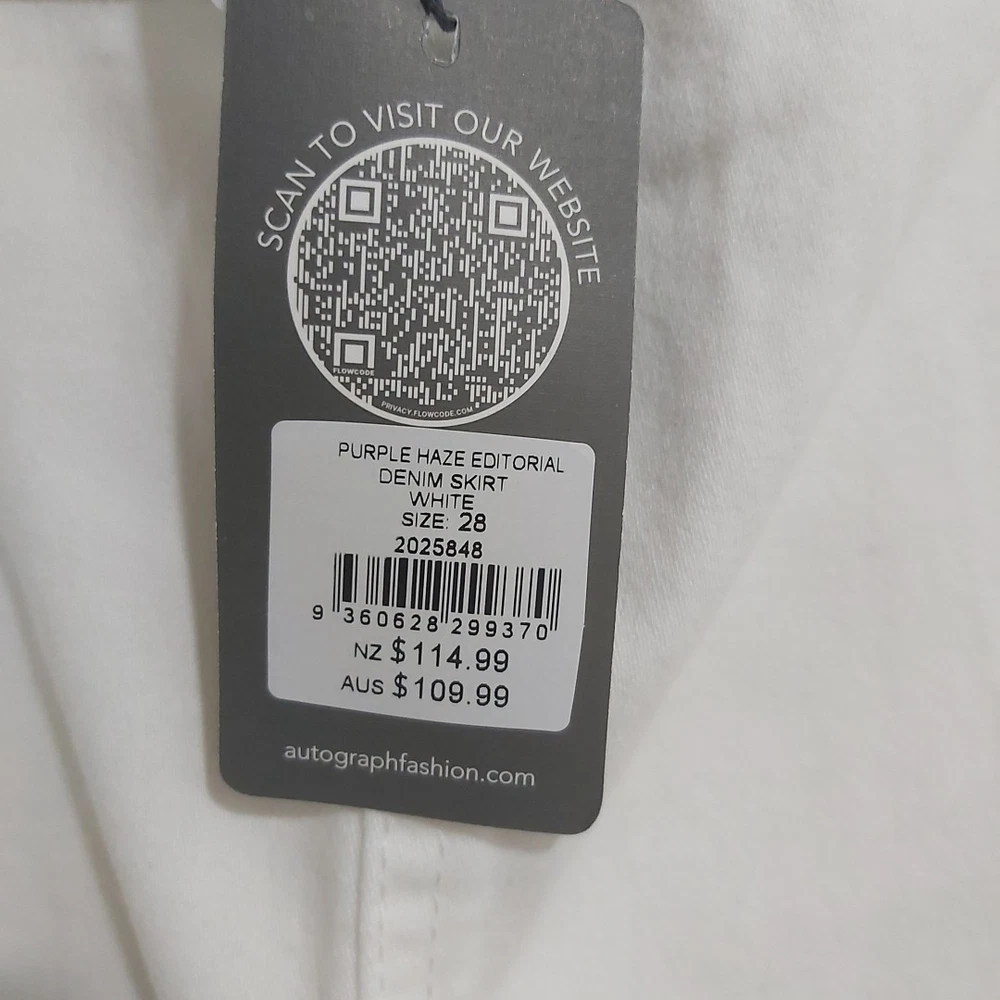 SCAN TO VISIT OUR WEBSITE
FLOWCODE
PRIVACY.FLOWCODE.COM
PURPLE HAZE EDITORIAL
DENIM SKIRT
WHITE
SIZE: 28
2025848
9 360628 299370
NZ $114.99
AUS $109.99
autographfashion.com